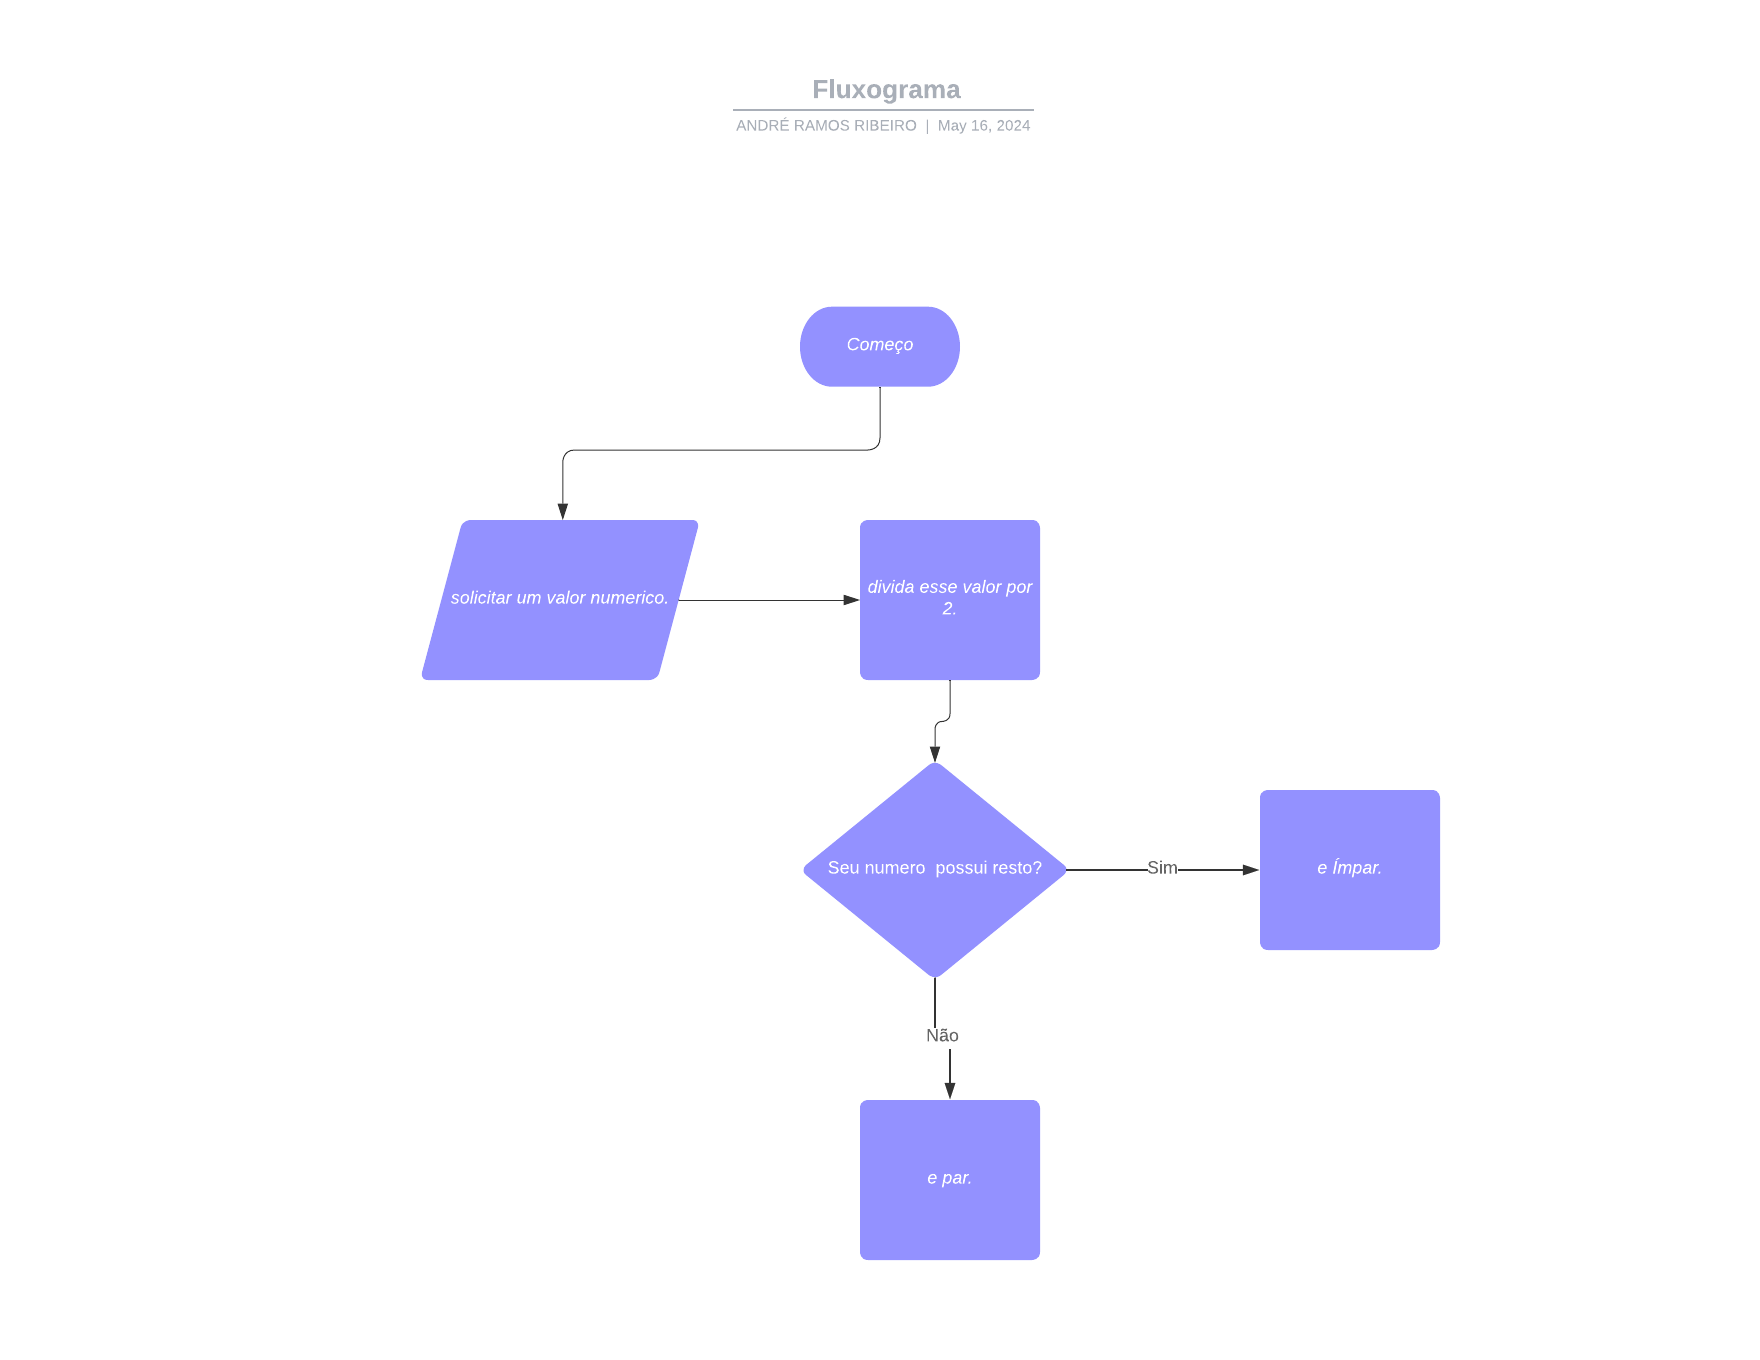 Fluxograma
ANDRÉ RAMOS RIBEIRO | May 16, 2024
Começo
solicitar um valor numerico.
divida esse valor por
2.
Seu numero  possui resto?
Sim
e Ímpar.
Não
e par.